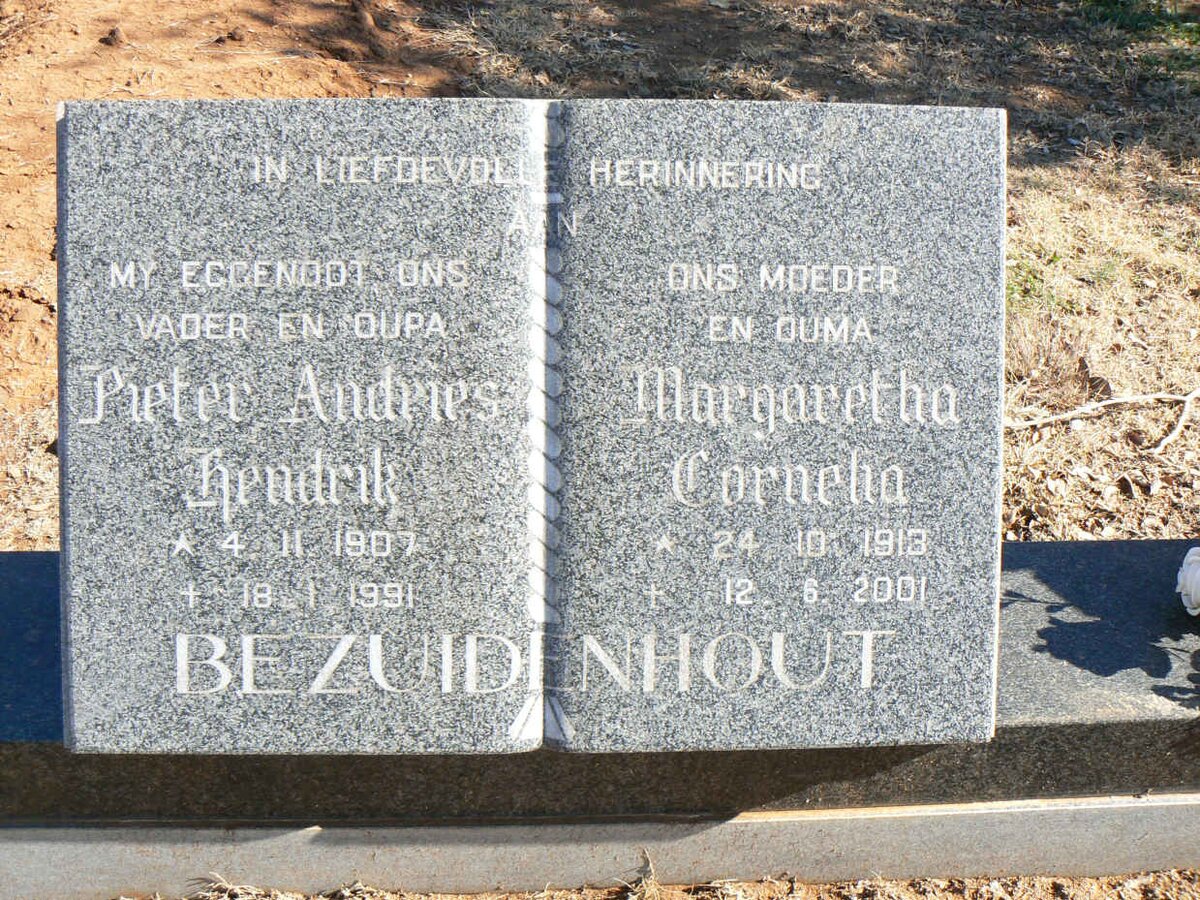 IN LIEFDEVOLLE HERINNERING
AAN
MY EGGENOOT, ONS
VADER EN OUPA
Pieter Andries
Hendrik
★ 4 11 1907
+ 18 1 1991
ONS MOEDER
EN OUMA
Margaretha
Cornelia
★ 24 10 1913
+ 12 6 2001
BEZUIDENHOUT